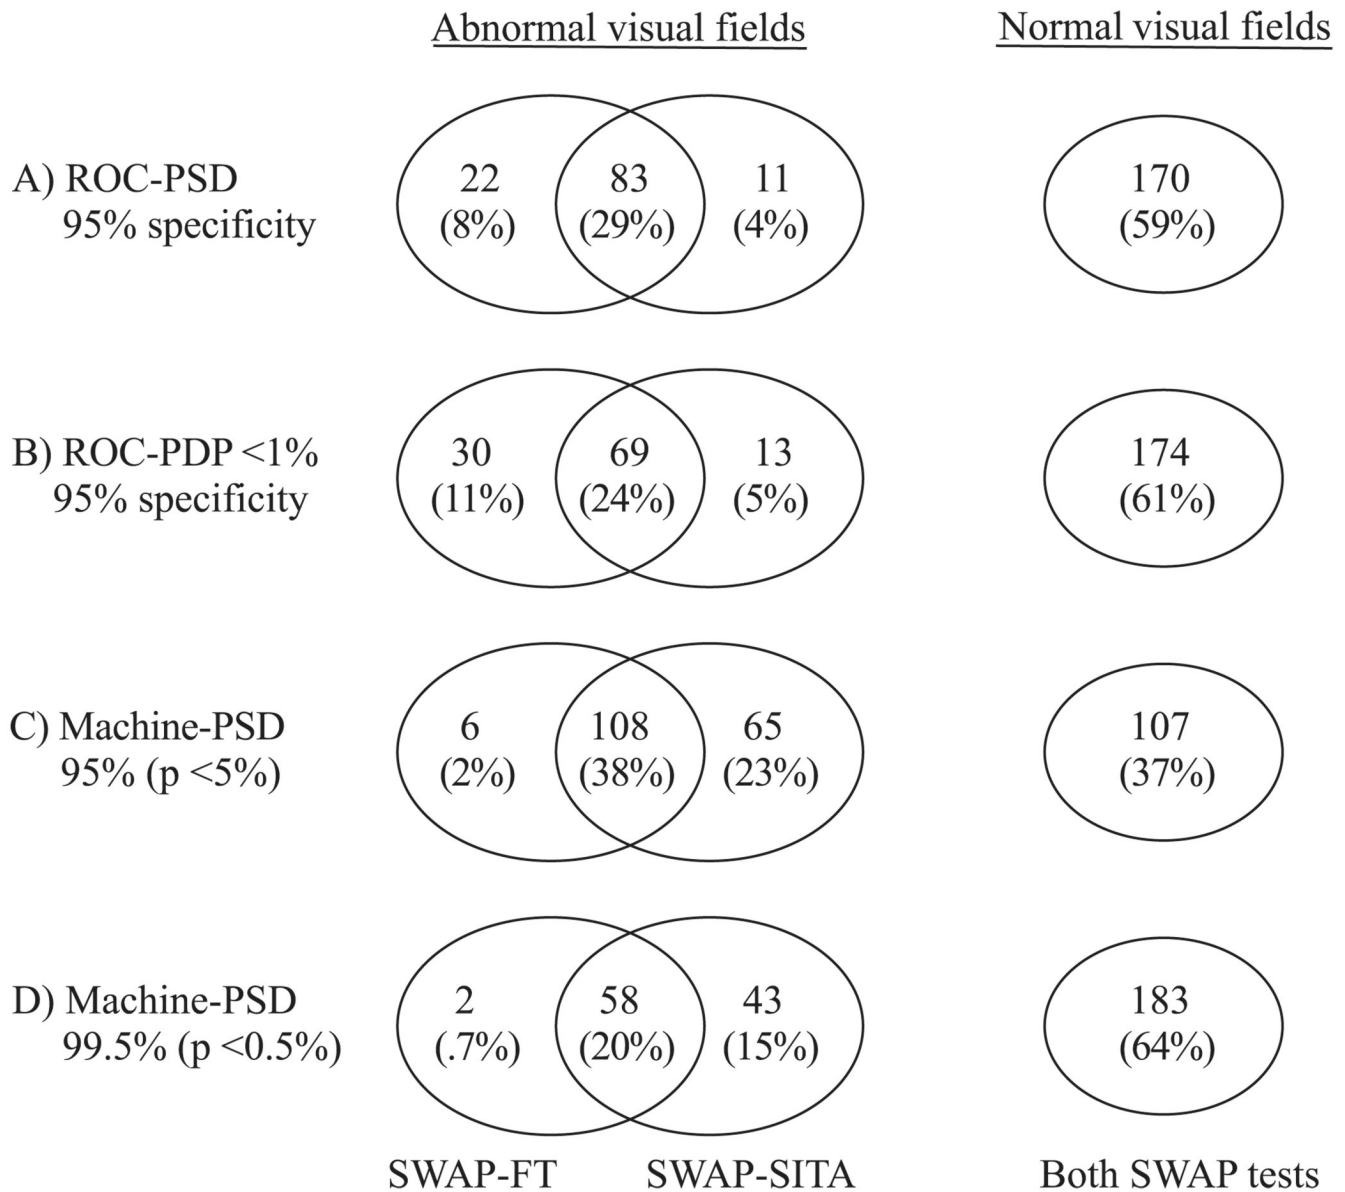 Abnormal visual fields Normal visual fields
A) ROC-PSD 22 83 11 170
95% specificity (8%) (29%) (4%) (59%)
B) ROC-PDP <1% 30 69 13 174
95% specificity (11%) (24%) (5%) (61%)
C) Machine-PSD 6 108 65 107
95% (p <5%) (2%) (38%) (23%) (37%)
D) Machine-PSD 2 58 43 183
99.5% (p <0.5%) (.7%) (20%) (15%) (64%)
SWAP-FT SWAP-SITA Both SWAP tests